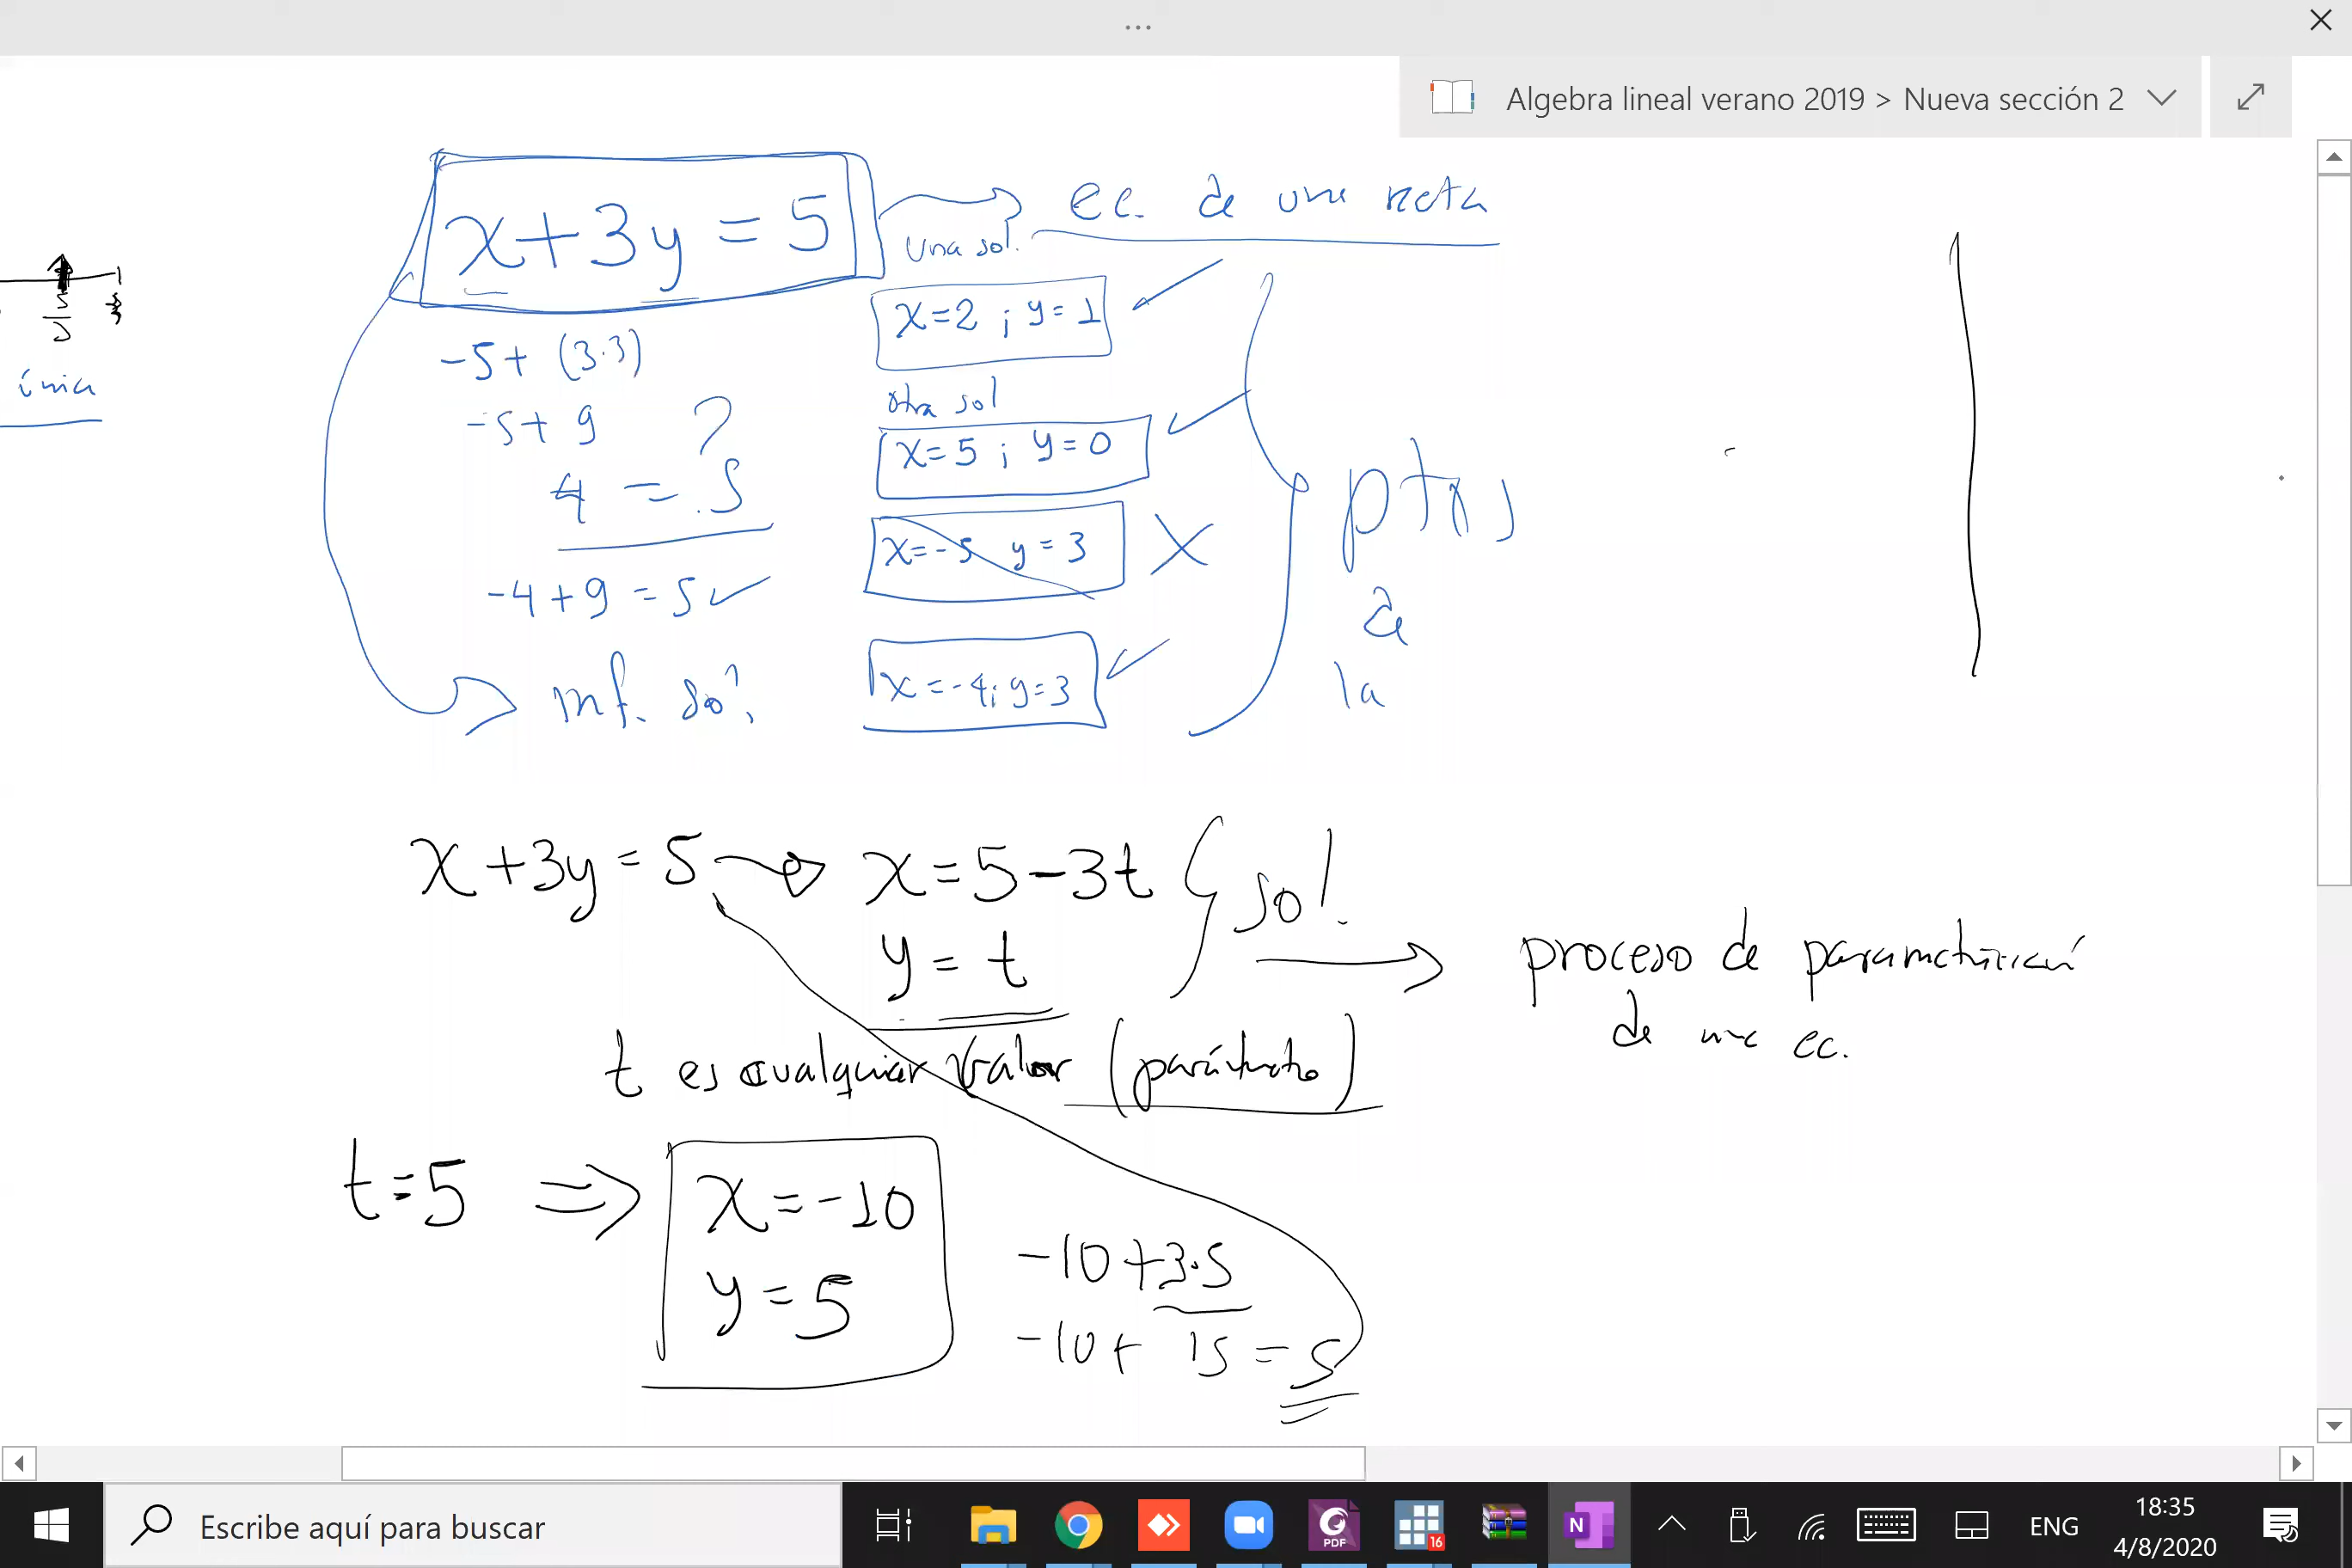 Algebra lineal verano 2019 > Nueva sección 2
x+3y=5
ec. de una recta
Una sol.
x=2 ; y=1
-5+ (3·3)
otra sol
-5+ 9 ?
x=5 ; y=0
4 = 5
ptos
x=-5 y=3
X
-4+9 =5 ✓
de
inf. sol.
x=-4; y=3
la
x+3y=5
x=5-3t
sol.
y=t
proceso de
de una ec.
t es cualquier valor (parámetro)
t=5 ⇒
x=-10
y=5
-10+3·5
-10+ 15 =5
Escribe aquí para buscar
PDF
16
N
ENG
18:35
4/8/2020